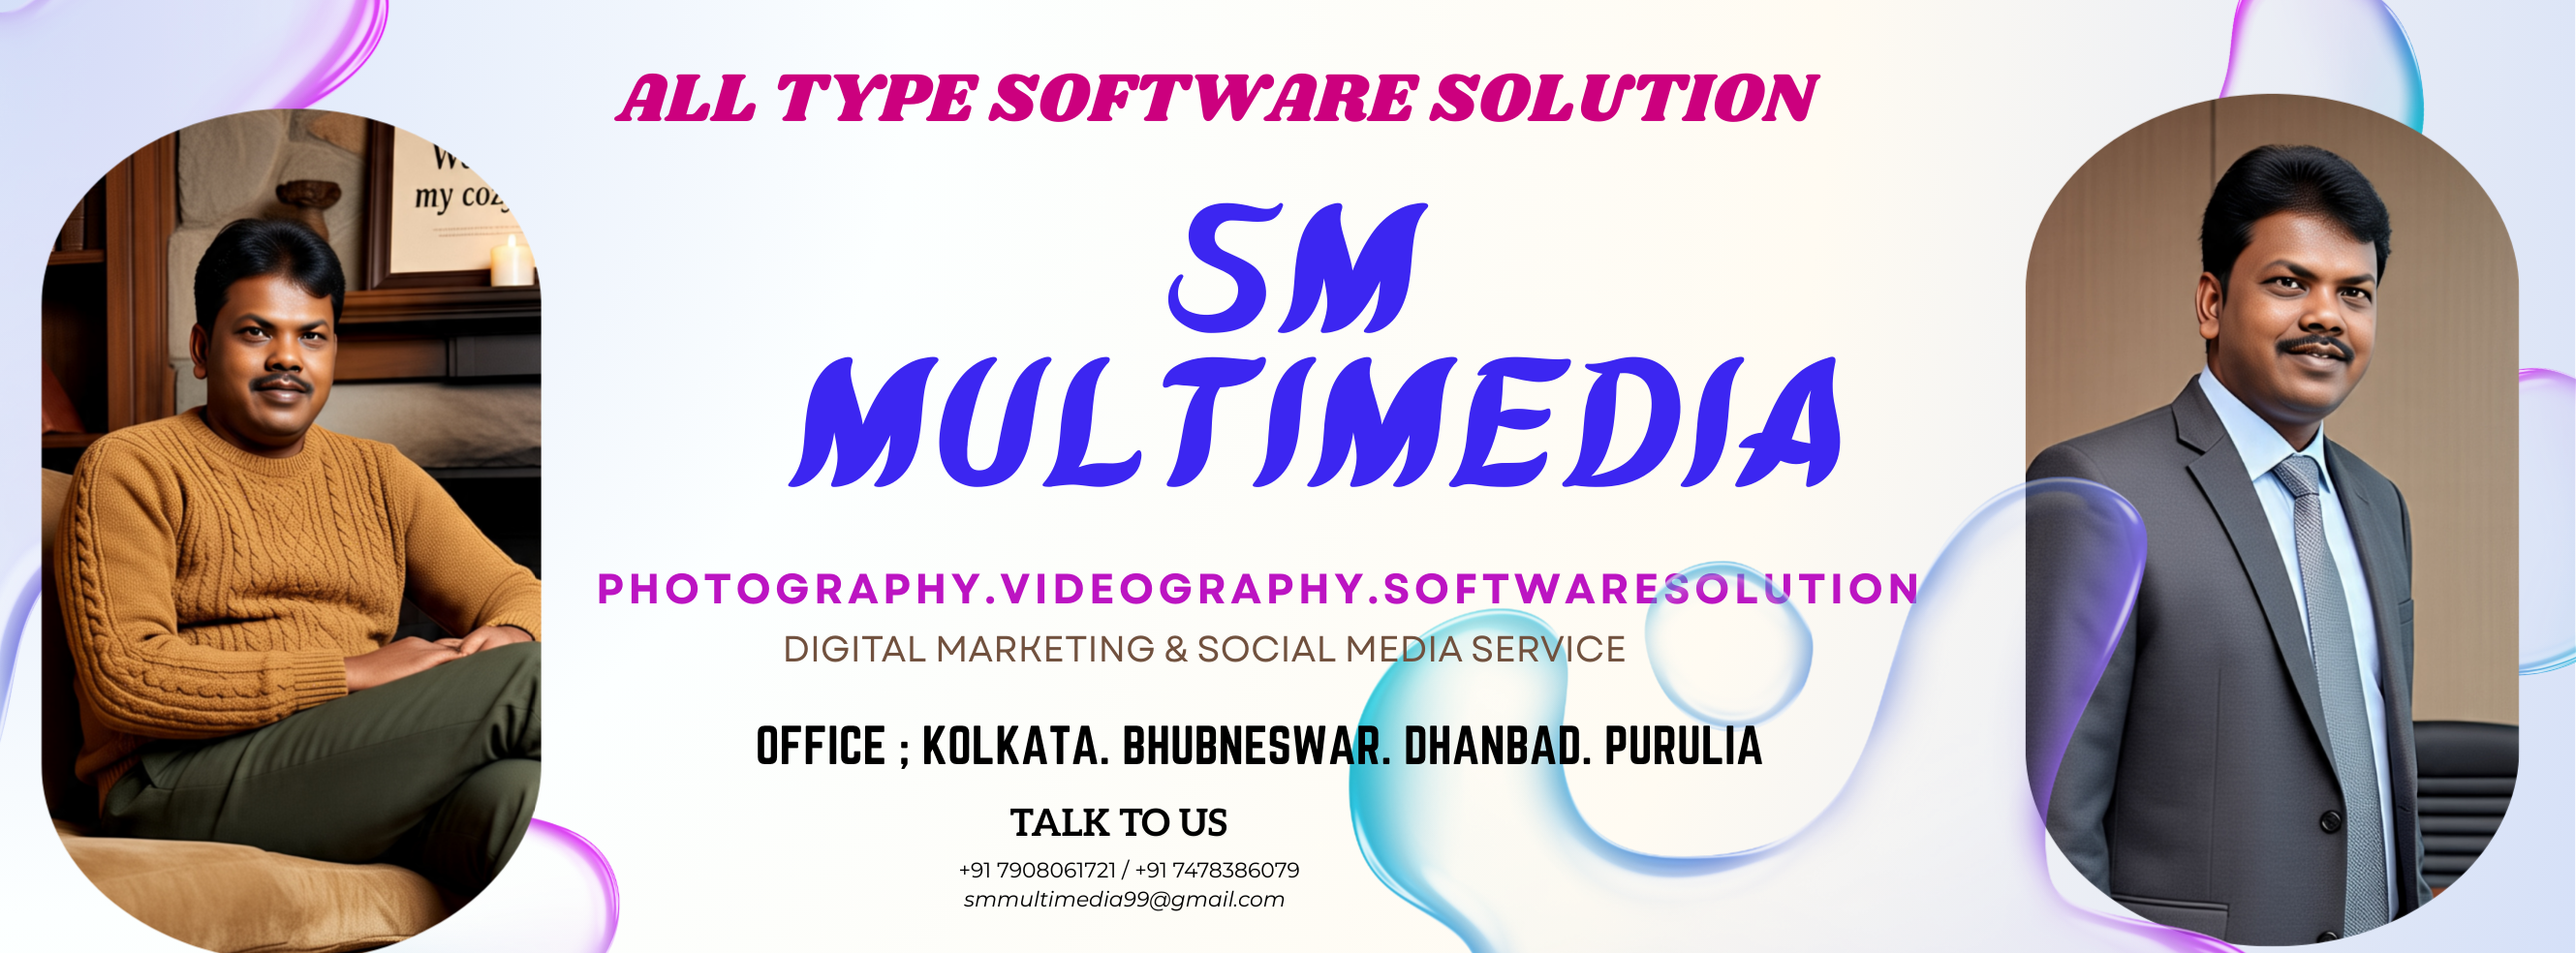 W
my coz
ALL TYPE SOFTWARE SOLUTION
SM
MULTIMEDIA
PHOTOGRAPHY.VIDEOGRAPHY.SOFTWARESOLUTION
DIGITAL MARKETING & SOCIAL MEDIA SERVICE
OFFICE ; KOLKATA. BHUBNESWAR. DHANBAD. PURULIA
TALK TO US
+91 7908061721 / +91 7478386079
smmultimedia99@gmail.com